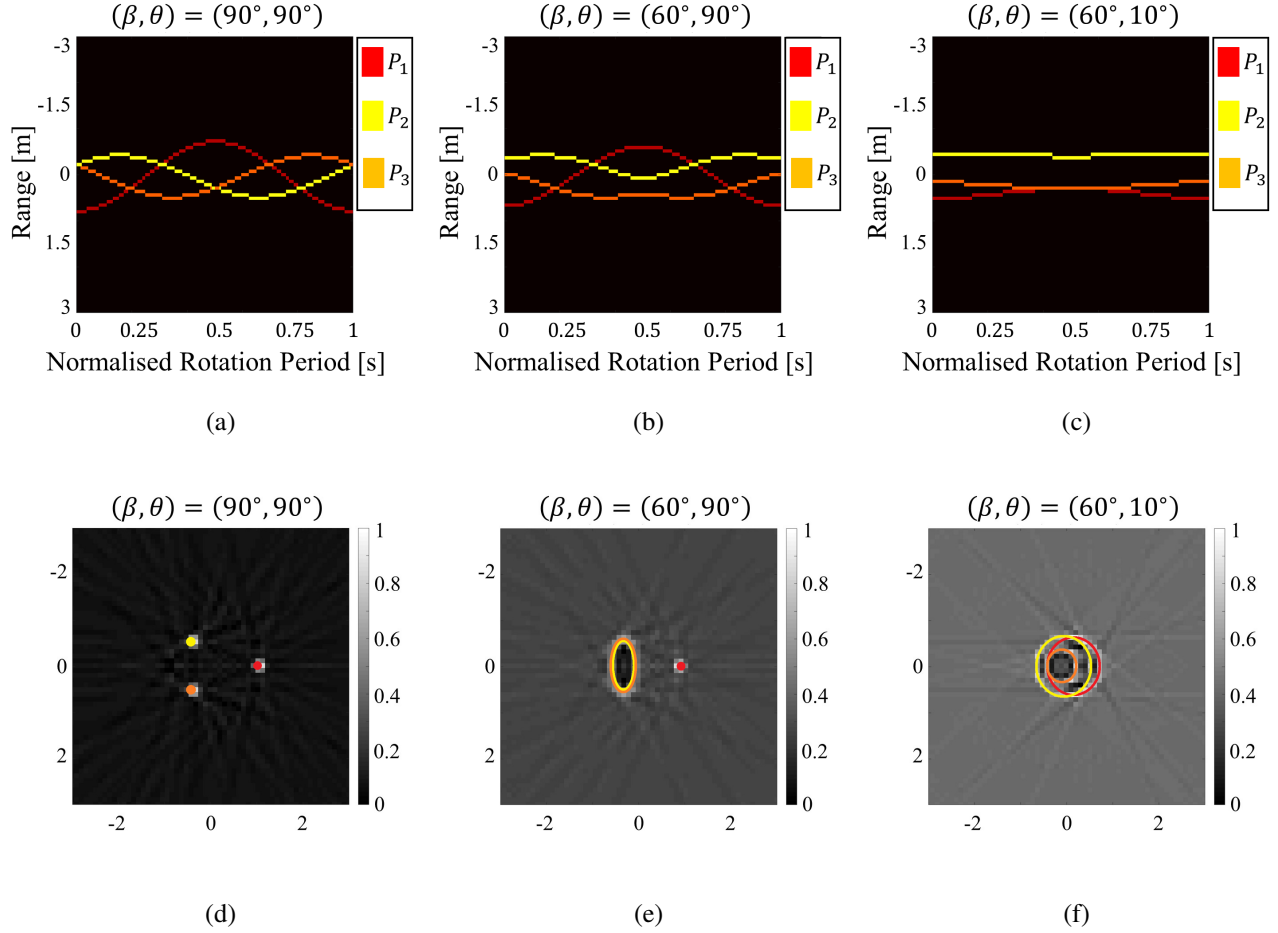 (β, θ) = (90°, 90°)
(β, θ) = (60°, 90°)
(β, θ) = (60°, 10°)
-3
-1.5
0
1.5
3
Range [m]
0
0.25
0.5
0.75
1
Normalised Rotation Period [s]
P₁
P₂
P₃
-3
-1.5
0
1.5
3
Range [m]
0
0.25
0.5
0.75
1
Normalised Rotation Period [s]
P₁
P₂
P₃
-3
-1.5
0
1.5
3
Range [m]
0
0.25
0.5
0.75
1
Normalised Rotation Period [s]
P₁
P₂
P₃
(a)
(b)
(c)
(β, θ) = (90°, 90°)
(β, θ) = (60°, 90°)
(β, θ) = (60°, 10°)
-2
0
2
-2
0
2
1
0.8
0.6
0.4
0.2
0
-2
0
2
-2
0
2
1
0.8
0.6
0.4
0.2
0
-2
0
2
-2
0
2
1
0.8
0.6
0.4
0.2
0
(d)
(e)
(f)